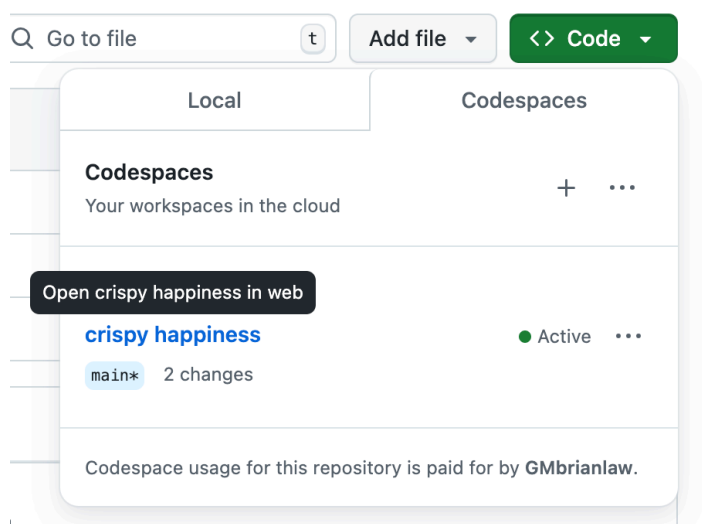 Go to file
t
Add file
Code
Local
Codespaces
Codespaces
Your workspaces in the cloud
Open crispy happiness in web
crispy happiness
Active
main*
2 changes
Codespace usage for this repository is paid for by GMbrianlaw.